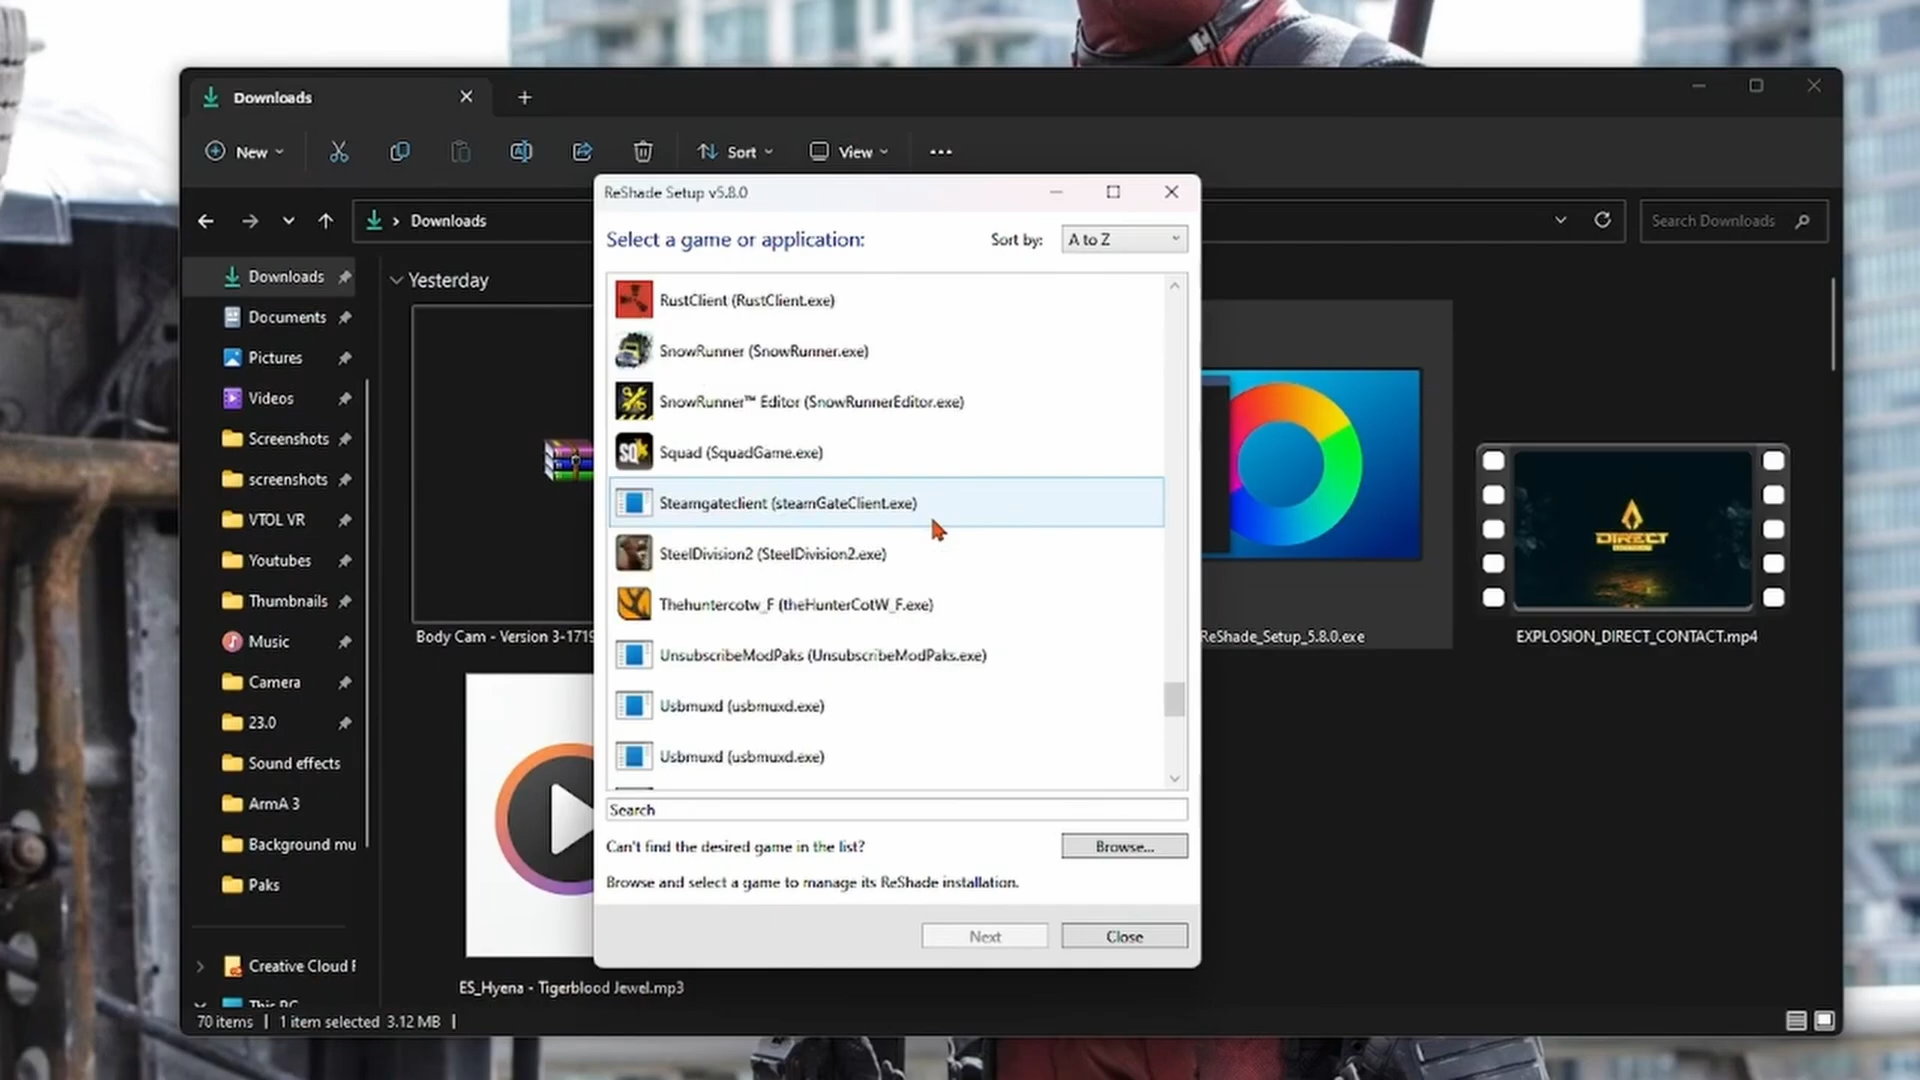 Downloads
New
Sort
View
Downloads
Search Downloads
ReShade Setup v5.8.0
Select a game or application:
Sort by:
A to Z
RustClient (RustClient.exe)
SnowRunner (SnowRunner.exe)
SnowRunner™ Editor (SnowRunnerEditor.exe)
Squad (SquadGame.exe)
Steamgateclient (steamGateClient.exe)
SteelDivision2 (SteelDivision2.exe)
Thehuntercotw_F (theHunterCotW_F.exe)
UnsubscribeModPaks (UnsubscribeModPaks.exe)
Usbmuxd (usbmuxd.exe)
Usbmuxd (usbmuxd.exe)
Search
Can't find the desired game in the list?
Browse...
Browse and select a game to manage its ReShade installation.
Next
Close
Downloads
Documents
Pictures
Videos
Screenshots
screenshots
VTOL VR
Youtubes
Thumbnails
Music
Camera
23.0
Sound effects
ArmA 3
Background mu
Paks
Creative Cloud F
This PC
Yesterday
Body Cam - Version 3-1719
ReShade_Setup_5.8.0.exe
DIRECT
EXPLOSION_DIRECT_CONTACT.mp4
ES_Hyena - Tigerblood Jewel.mp3
70 items
1 item selected 3.12 MB